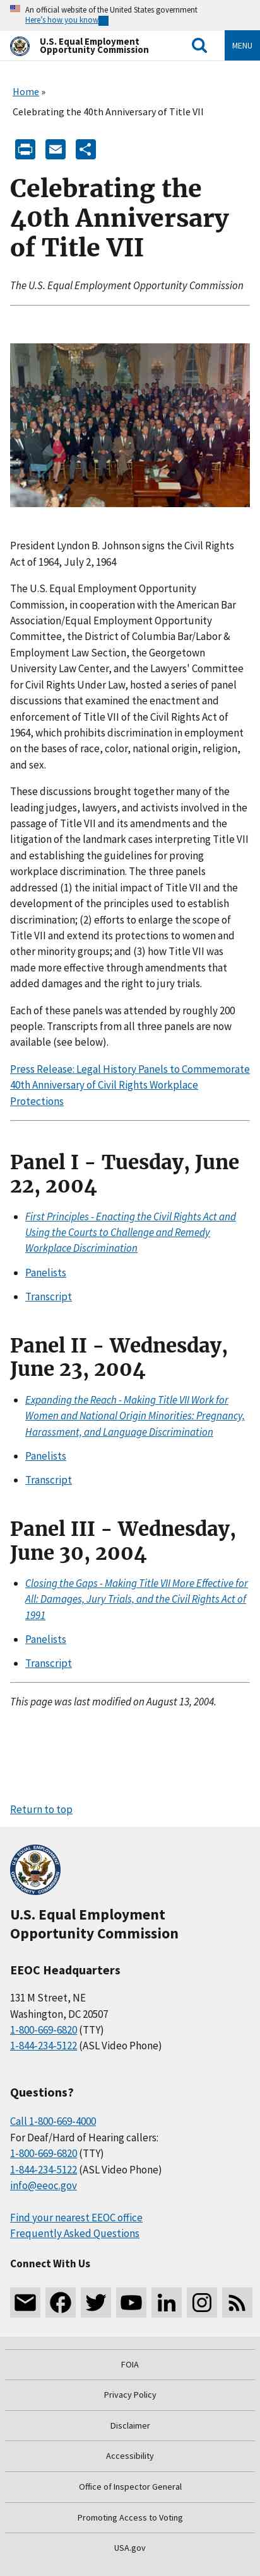 An official website of the United States government
Here's how you know
U.S. Equal Employment
Opportunity Commission
MENU
Home »
Celebrating the 40th Anniversary of Title VII
Celebrating the
40th Anniversary
of Title VII
The U.S. Equal Employment Opportunity Commission
President Lyndon B. Johnson signs the Civil Rights
Act of 1964, July 2, 1964
The U.S. Equal Employment Opportunity
Commission, in cooperation with the American Bar
Association/Equal Employment Opportunity
Committee, the District of Columbia Bar/Labor &
Employment Law Section, the Georgetown
University Law Center, and the Lawyers' Committee
for Civil Rights Under Law, hosted a series of panel
discussions that examined the enactment and
enforcement of Title VII of the Civil Rights Act of
1964, which prohibits discrimination in employment
on the bases of race, color, national origin, religion,
and sex.
These discussions brought together many of the
leading judges, lawyers, and activists involved in the
passage of Title VII and its amendments and the
litigation of the landmark cases interpreting Title VII
and establishing the guidelines for proving
workplace discrimination. The three panels
addressed (1) the initial impact of Title VII and the
development of the principles used to establish
discrimination; (2) efforts to enlarge the scope of
Title VII and extend its protections to women and
other minority groups; and (3) how Title VII was
made more effective through amendments that
added damages and the right to jury trials.
Each of these panels was attended by roughly 200
people. Transcripts from all three panels are now
available (see below).
Press Release: Legal History Panels to Commemorate
40th Anniversary of Civil Rights Workplace
Protections
Panel I - Tuesday, June
22, 2004
First Principles - Enacting the Civil Rights Act and
Using the Courts to Challenge and Remedy
Workplace Discrimination
Panelists
Transcript
Panel II - Wednesday,
June 23, 2004
Expanding the Reach - Making Title VII Work for
Women and National Origin Minorities: Pregnancy,
Harassment, and Language Discrimination
Panelists
Transcript
Panel III - Wednesday,
June 30, 2004
Closing the Gaps - Making Title VII More Effective for
All: Damages, Jury Trials, and the Civil Rights Act of
1991
Panelists
Transcript
This page was last modified on August 13, 2004.
Return to top
U.S. Equal Employment
Opportunity Commission
EEOC Headquarters
131 M Street, NE
Washington, DC 20507
1-800-669-6820 (TTY)
1-844-234-5122 (ASL Video Phone)
Questions?
Call 1-800-669-4000
For Deaf/Hard of Hearing callers:
1-800-669-6820 (TTY)
1-844-234-5122 (ASL Video Phone)
info@eeoc.gov
Find your nearest EEOC office
Frequently Asked Questions
Connect With Us
FOIA
Privacy Policy
Disclaimer
Accessibility
Office of Inspector General
Promoting Access to Voting
USA.gov